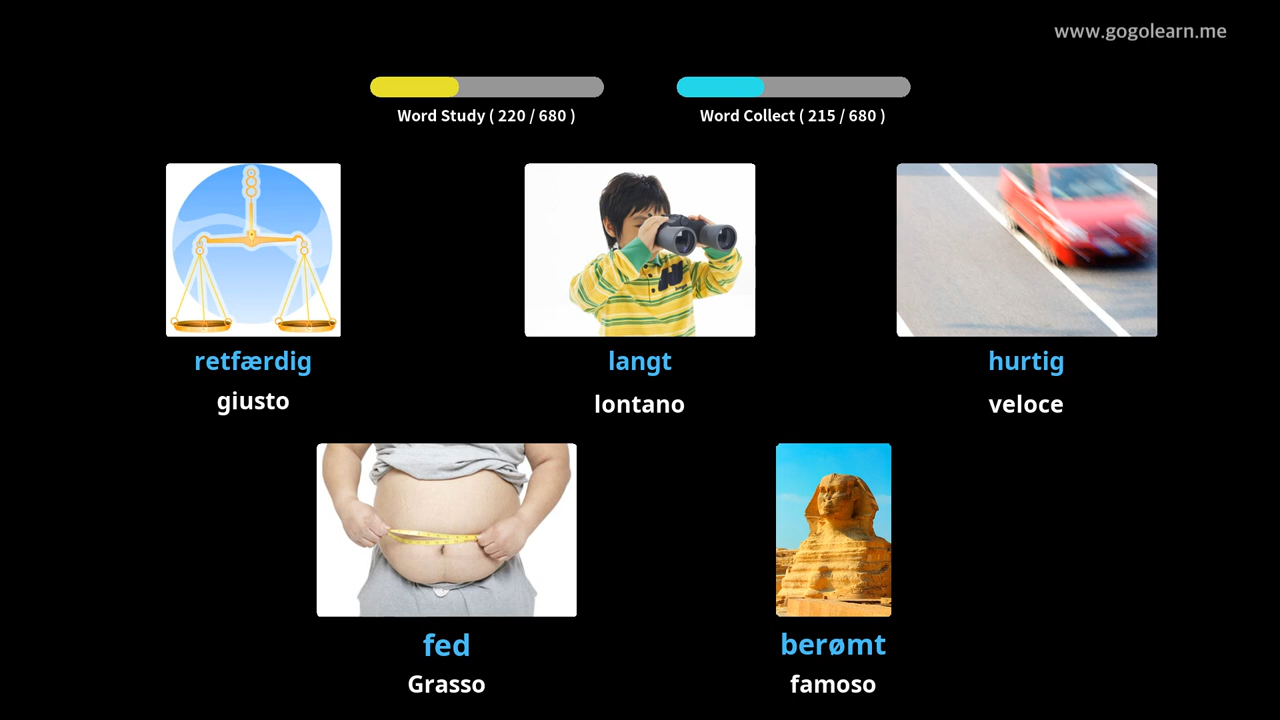 www.gogolearn.me
Word Study ( 220 / 680 )
Word Collect ( 215 / 680 )
retfærdig
giusto
langt
lontano
hurtig
veloce
fed
Grasso
berømt
famoso